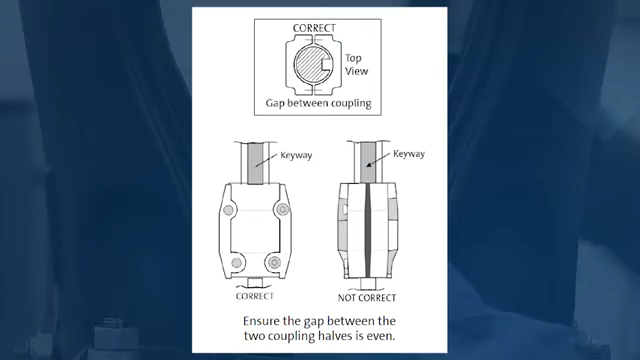 CORRECT
Top
View
Gap between coupling
Keyway
Keyway
CORRECT
NOT CORRECT
Ensure the gap between the
two coupling halves is even.